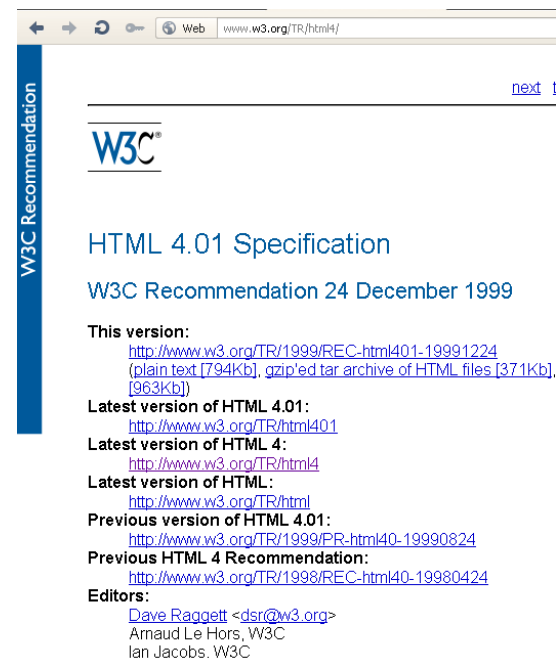 Web www.w3.org/TR/html4/
next
W3C Recommendation
W3C®
HTML 4.01 Specification
W3C Recommendation 24 December 1999
This version:
http://www.w3.org/TR/1999/REC-html401-19991224
(plain text [794Kb], gzip'ed tar archive of HTML files [371Kb],
[963Kb])
Latest version of HTML 4.01:
http://www.w3.org/TR/html401
Latest version of HTML 4:
http://www.w3.org/TR/html4
Latest version of HTML:
http://www.w3.org/TR/html
Previous version of HTML 4.01:
http://www.w3.org/TR/1999/PR-html40-19990824
Previous HTML 4 Recommendation:
http://www.w3.org/TR/1998/REC-html40-19980424
Editors:
Dave Raggett <dsr@w3.org>
Arnaud Le Hors, W3C
Ian Jacobs, W3C